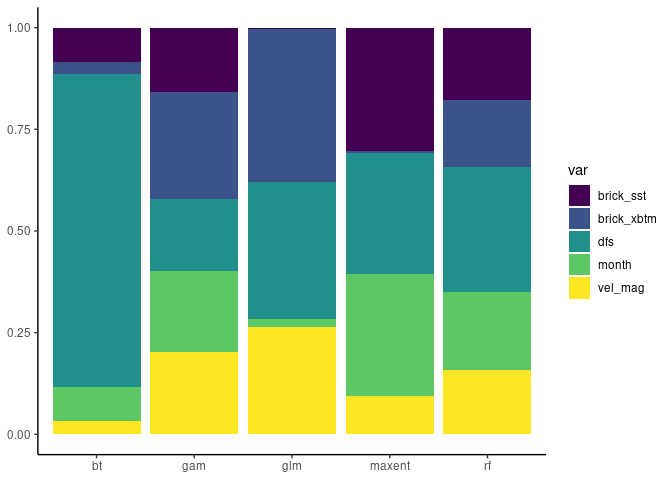 1.00
0.75
0.50
0.25
0.00
bt gam glm maxent rf
var
brick_sst
brick_xbtm
dfs
month
vel_mag